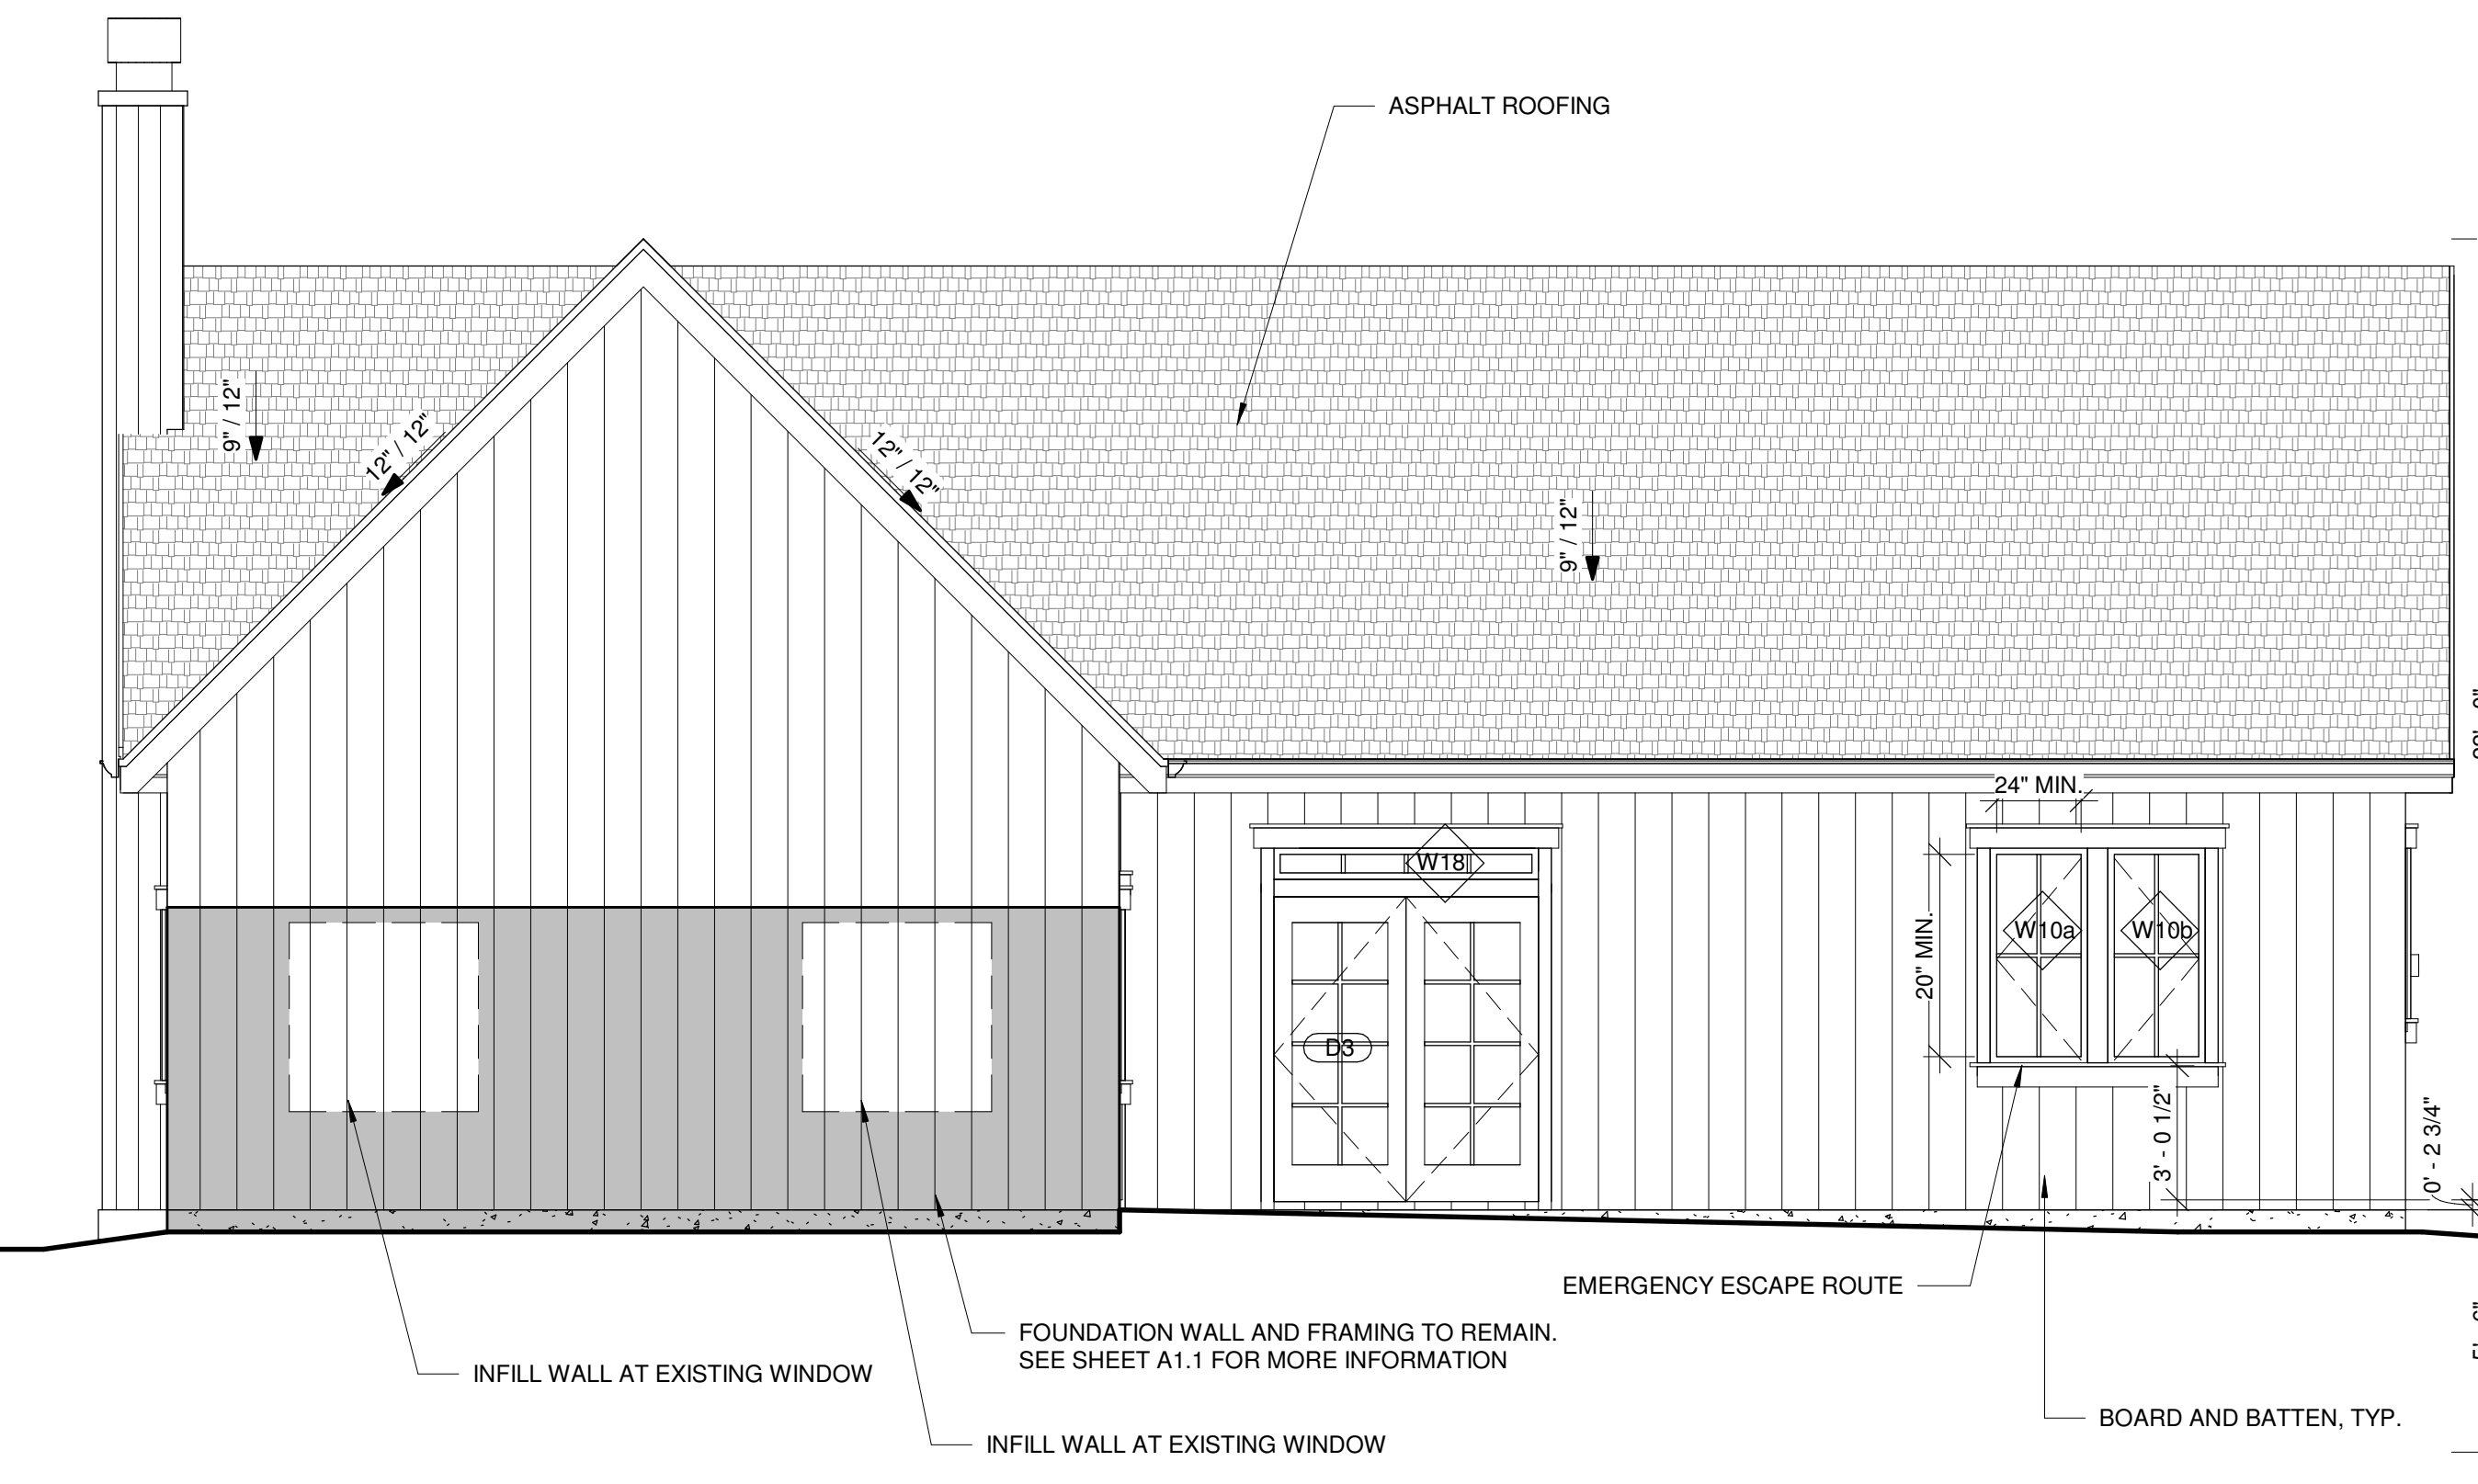 ASPHALT ROOFING
9" / 12"
12" / 12"
12" / 12"
9" / 12"
24" MIN.
W18
W10a
W10b
20" MIN.
D3
3' - 0 1/2"
0' - 2 3/4"
EMERGENCY ESCAPE ROUTE
FOUNDATION WALL AND FRAMING TO REMAIN.
SEE SHEET A1.1 FOR MORE INFORMATION
INFILL WALL AT EXISTING WINDOW
BOARD AND BATTEN, TYP.
INFILL WALL AT EXISTING WINDOW